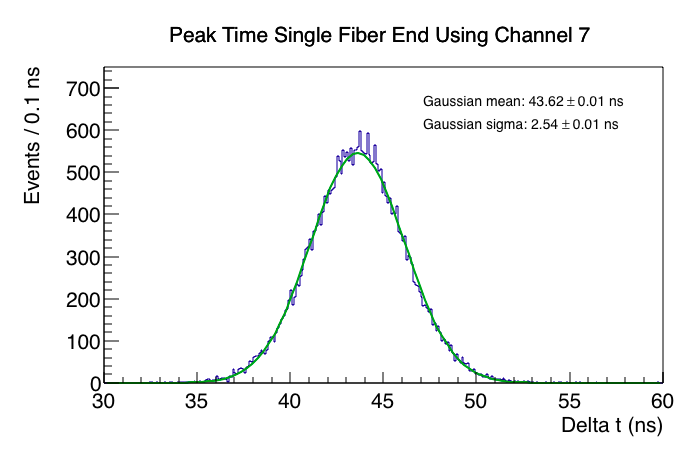 Peak Time Single Fiber End Using Channel 7
Events / 0.1 ns
700
600
500
400
300
200
100
0
Gaussian mean: 43.62 ± 0.01 ns
Gaussian sigma: 2.54 ± 0.01 ns
30 35 40 45 50 55 60
Delta t (ns)